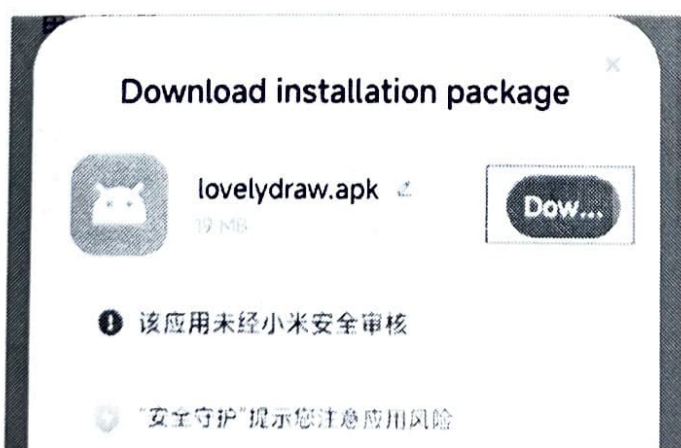 Download installation package
lovelydraw.apk
19 MB
Dow...
该应用未经小米安全审核
“安全守护”提示您注意应用风险